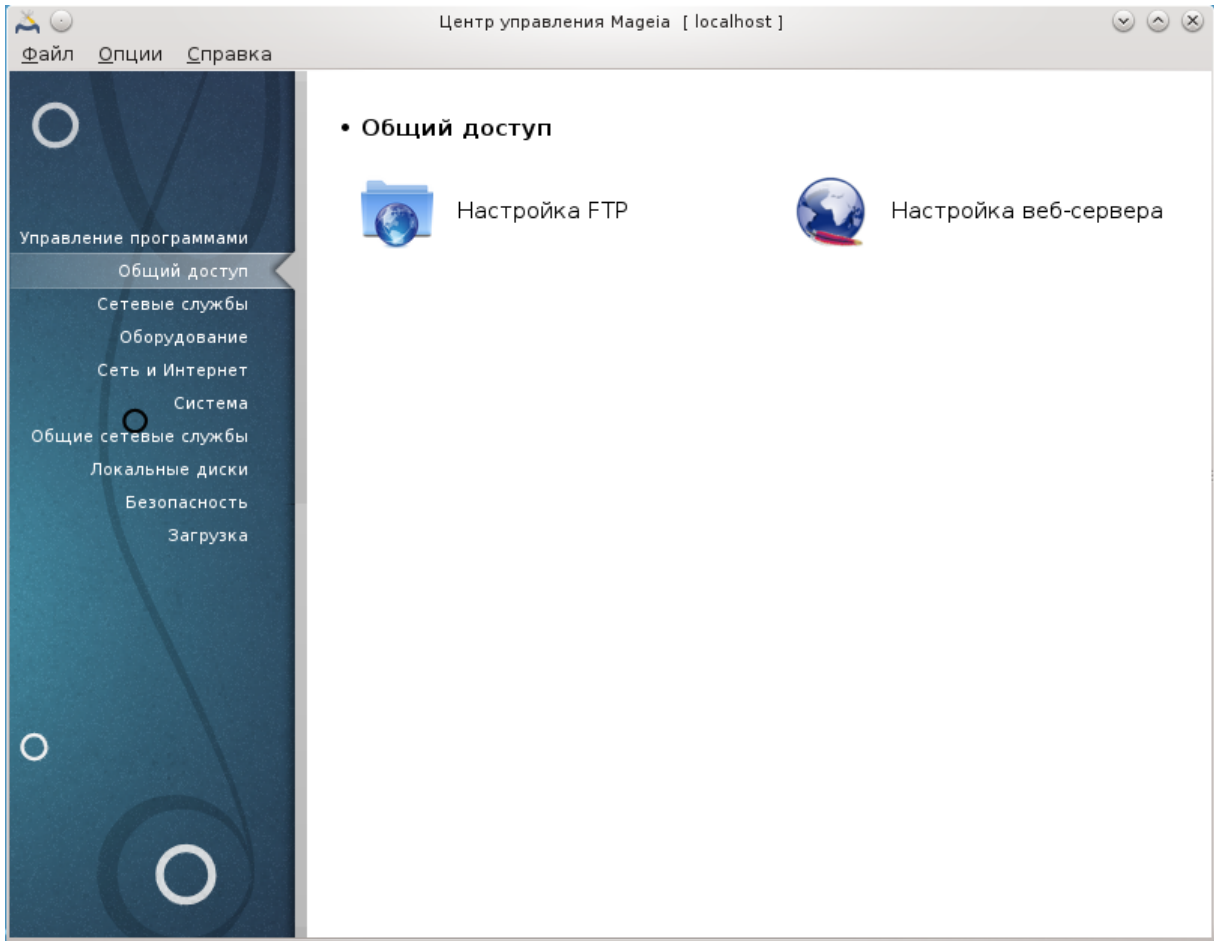 Центр управления Mageia [ localhost ]
Файл Опции Справка
• Общий доступ
Настройка FTP
Настройка веб-сервера
Управление программами
Общий доступ
Сетевые службы
Оборудование
Сеть и Интернет
Система
Общие сетевые службы
Локальные диски
Безопасность
Загрузка